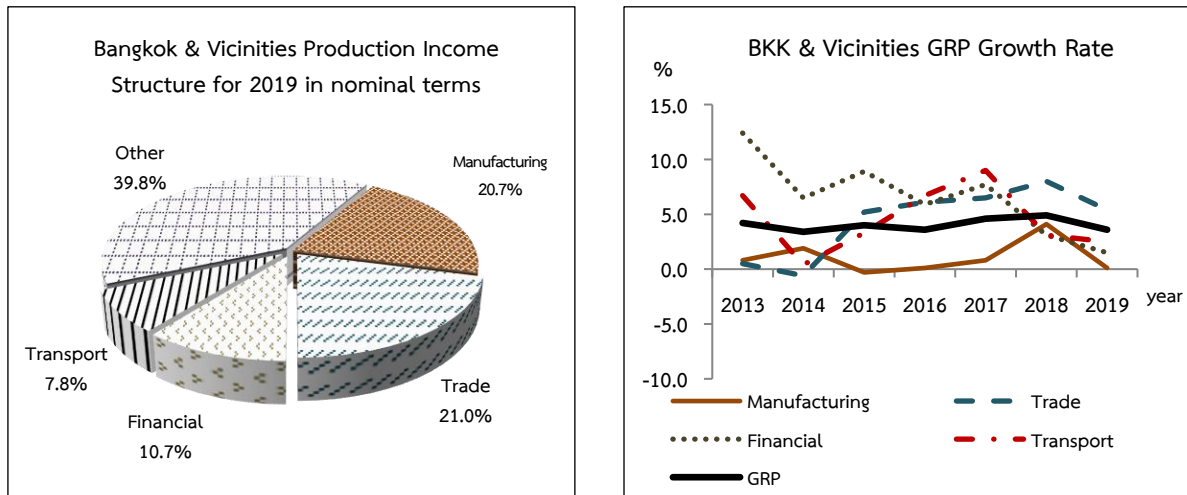 Bangkok & Vicinities Production Income
Structure for 2019 in nominal terms
Other
39.8%
Manufacturing
20.7%
Transport
7.8%
Financial
10.7%
Trade
21.0%
BKK & Vicinities GRP Growth Rate
%
15.0
10.0
5.0
0.0
-5.0
-10.0
2013 2014 2015 2016 2017 2018 2019
year
Manufacturing
Trade
Financial
Transport
GRP